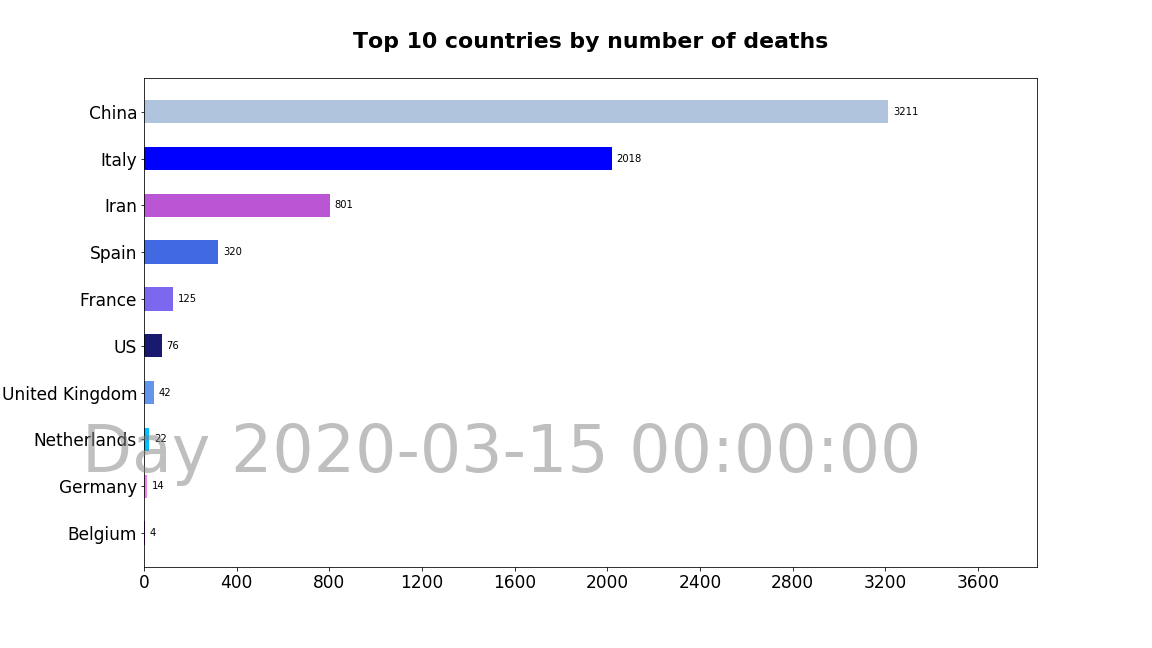 Top 10 countries by number of deaths
China 3211
Italy 2018
Iran 801
Spain 320
France 125
US 76
United Kingdom 42
Netherlands 22
Day 2020-03-15 00:00:00
Germany 14
Belgium 4
0 400 800 1200 1600 2000 2400 2800 3200 3600